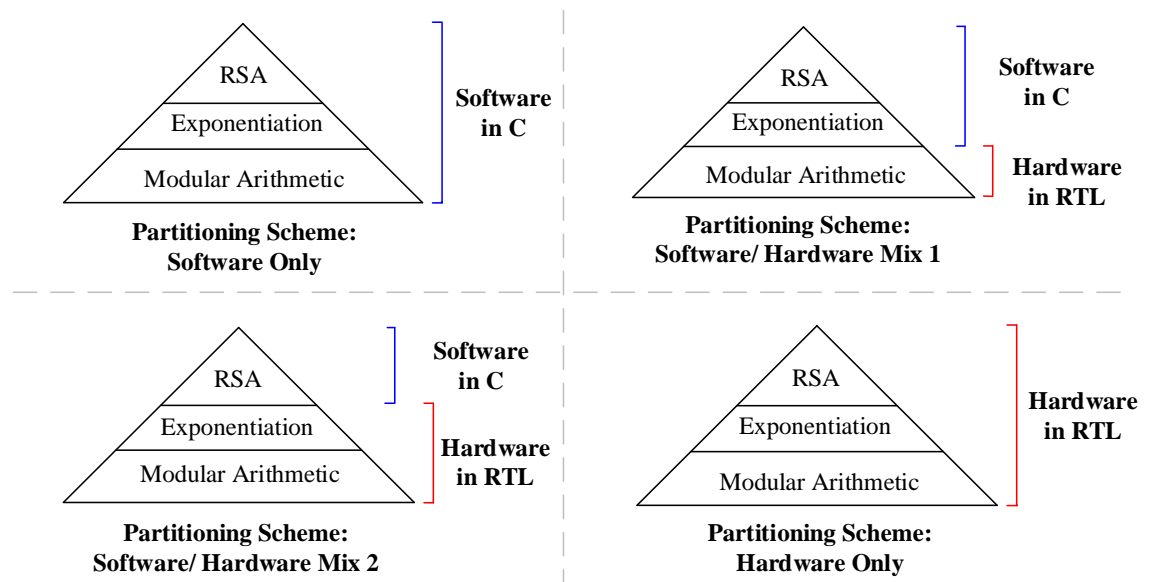 RSA
Exponentiation
Modular Arithmetic
Software
in C
Partitioning Scheme:
Software Only
RSA
Exponentiation
Modular Arithmetic
Software
in C
Hardware
in RTL
Partitioning Scheme:
Software/ Hardware Mix 1
RSA
Exponentiation
Modular Arithmetic
Software
in C
Hardware
in RTL
Partitioning Scheme:
Software/ Hardware Mix 2
RSA
Exponentiation
Modular Arithmetic
Hardware
in RTL
Partitioning Scheme:
Hardware Only